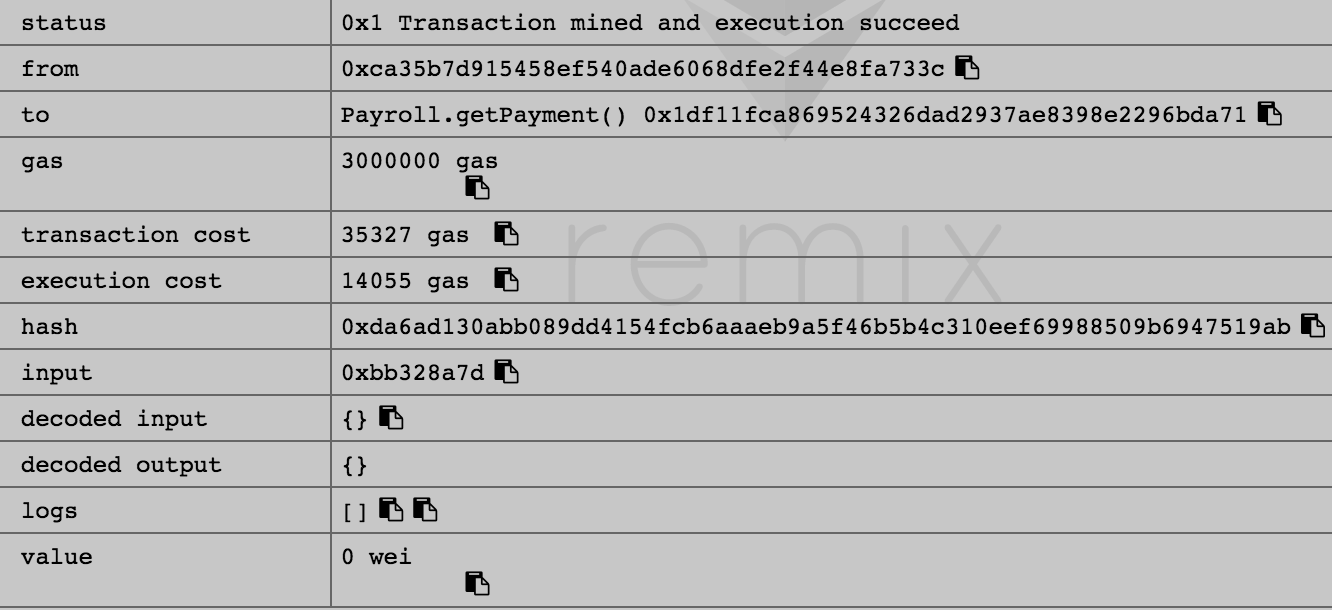 status 0x1 Transaction mined and execution succeed
from 0xca35b7d915458ef540ade6068dfe2f44e8fa733c
to Payroll.getPayment() 0x1df11fca869524326dad2937ae8398e2296bda71
gas 3000000 gas
transaction cost 35327 gas
execution cost 14055 gas
remix
hash 0xda6ad130abb089dd4154fcb6aaaeb9a5f46b5b4c310eef69988509b6947519ab
input 0xbb328a7d
decoded input {}
decoded output {}
logs []
value 0 wei